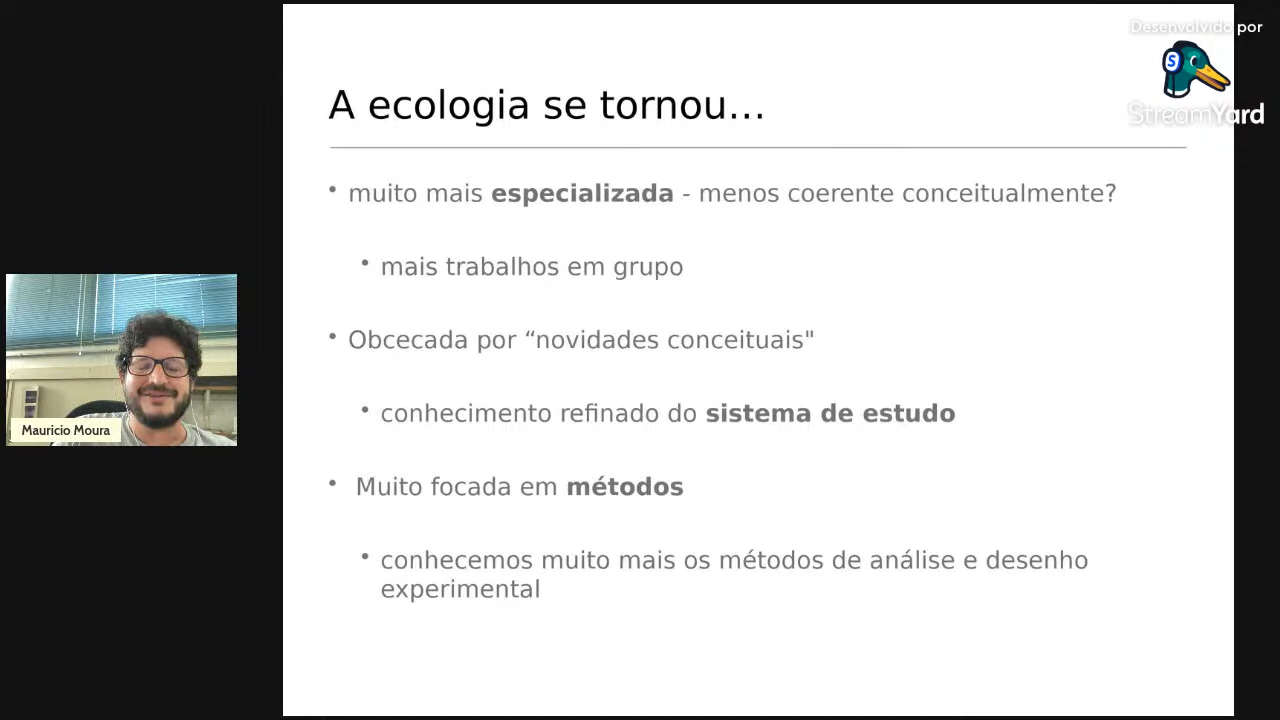 Desenvolvido por
StreamYard
A ecologia se tornou...
• muito mais especializada - menos coerente conceitualmente?
• mais trabalhos em grupo
• Obcecada por “novidades conceituais"
• conhecimento refinado do sistema de estudo
• Muito focada em métodos
• conhecemos muito mais os métodos de análise e desenho
experimental
Mauricio Moura